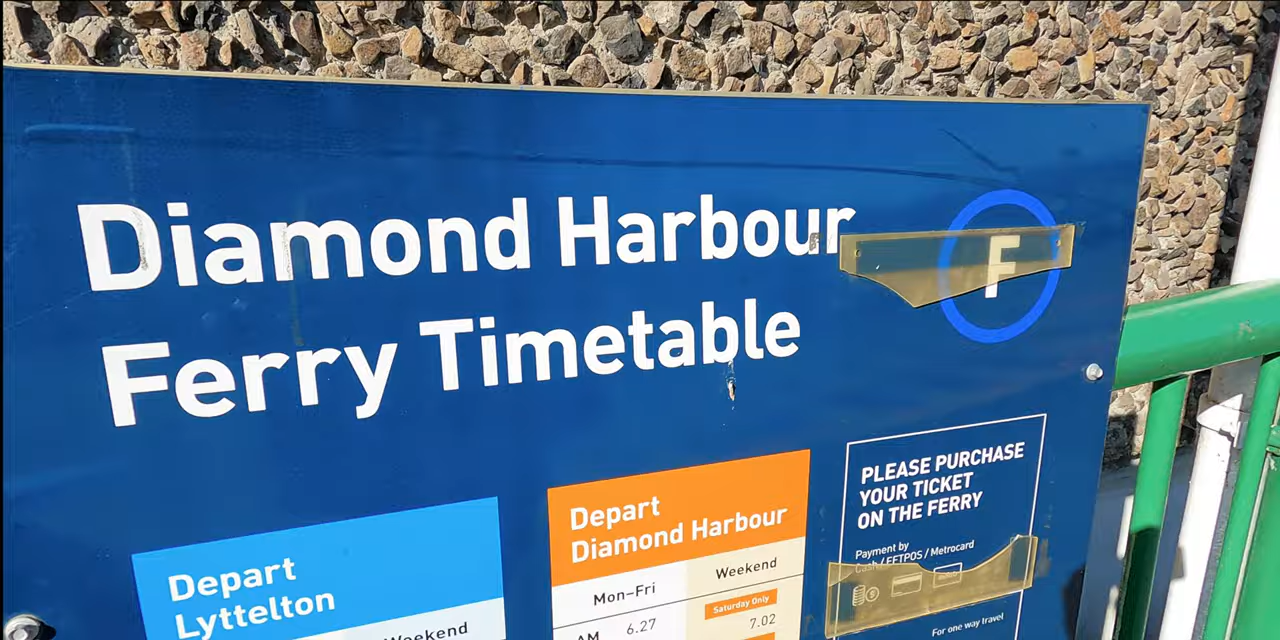 Diamond Harbour
Ferry Timetable
F
Depart
Lyttelton
Weekend
Depart
Diamond Harbour
Mon–Fri
Weekend
Saturday Only
AM
6.27
7.02
PLEASE PURCHASE
YOUR TICKET
ON THE FERRY
Payment by
Cash / EFTPOS / Metrocard
For one way travel